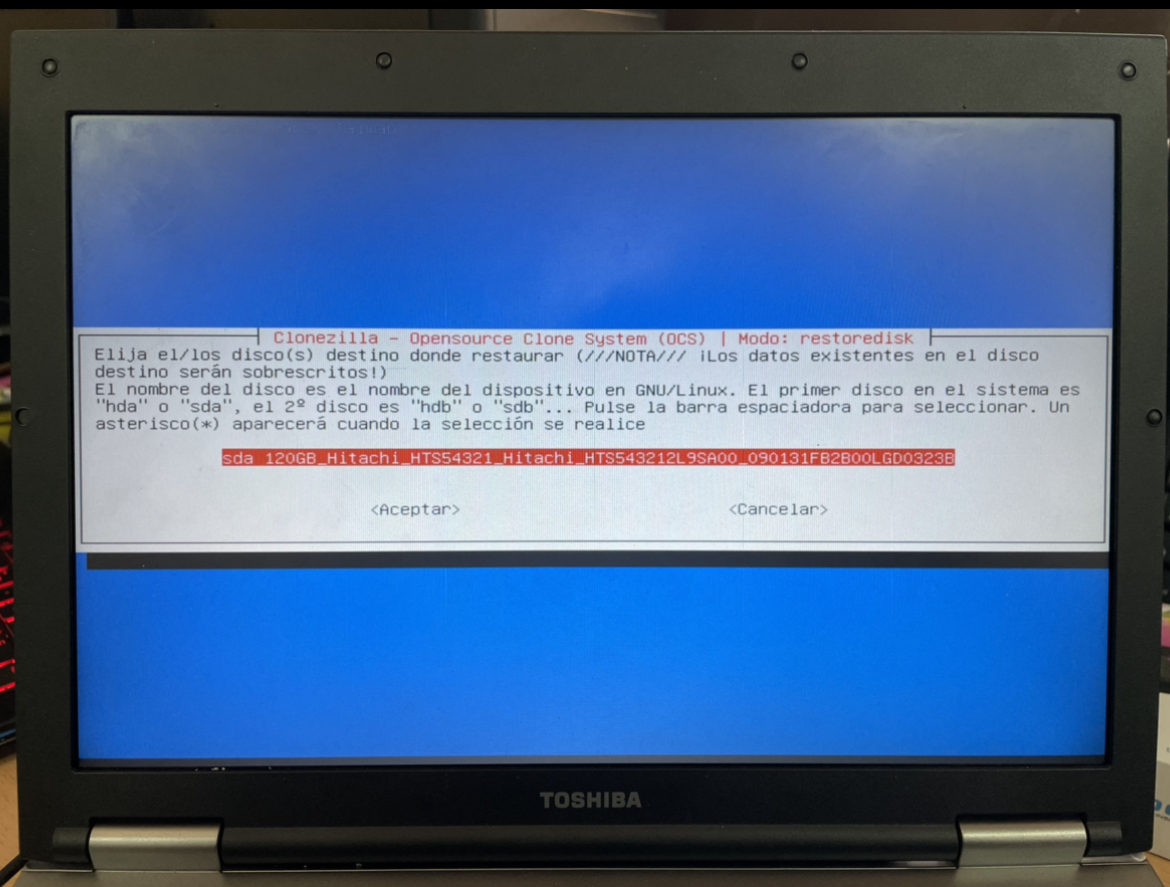 Clonezilla - Opensource Clone System (OCS) | Modo: restoredisk
Elija el/los disco(s) destino donde restaurar (///NOTA/// ¡Los datos existentes en el disco
destino serán sobrescritos!)
El nombre del disco es el nombre del dispositivo en GNU/Linux. El primer disco en el sistema es
"hda" o "sda", el 2º disco es "hdb" o "sdb"... Pulse la barra espaciadora para seleccionar. Un
asterisco(*) aparecerá cuando la selección se realice
sda 120GB_Hitachi_HTS54321_Hitachi_HTS543212L9SA00_090131FB2B00LGD0323B
<Aceptar> <Cancelar>
TOSHIBA